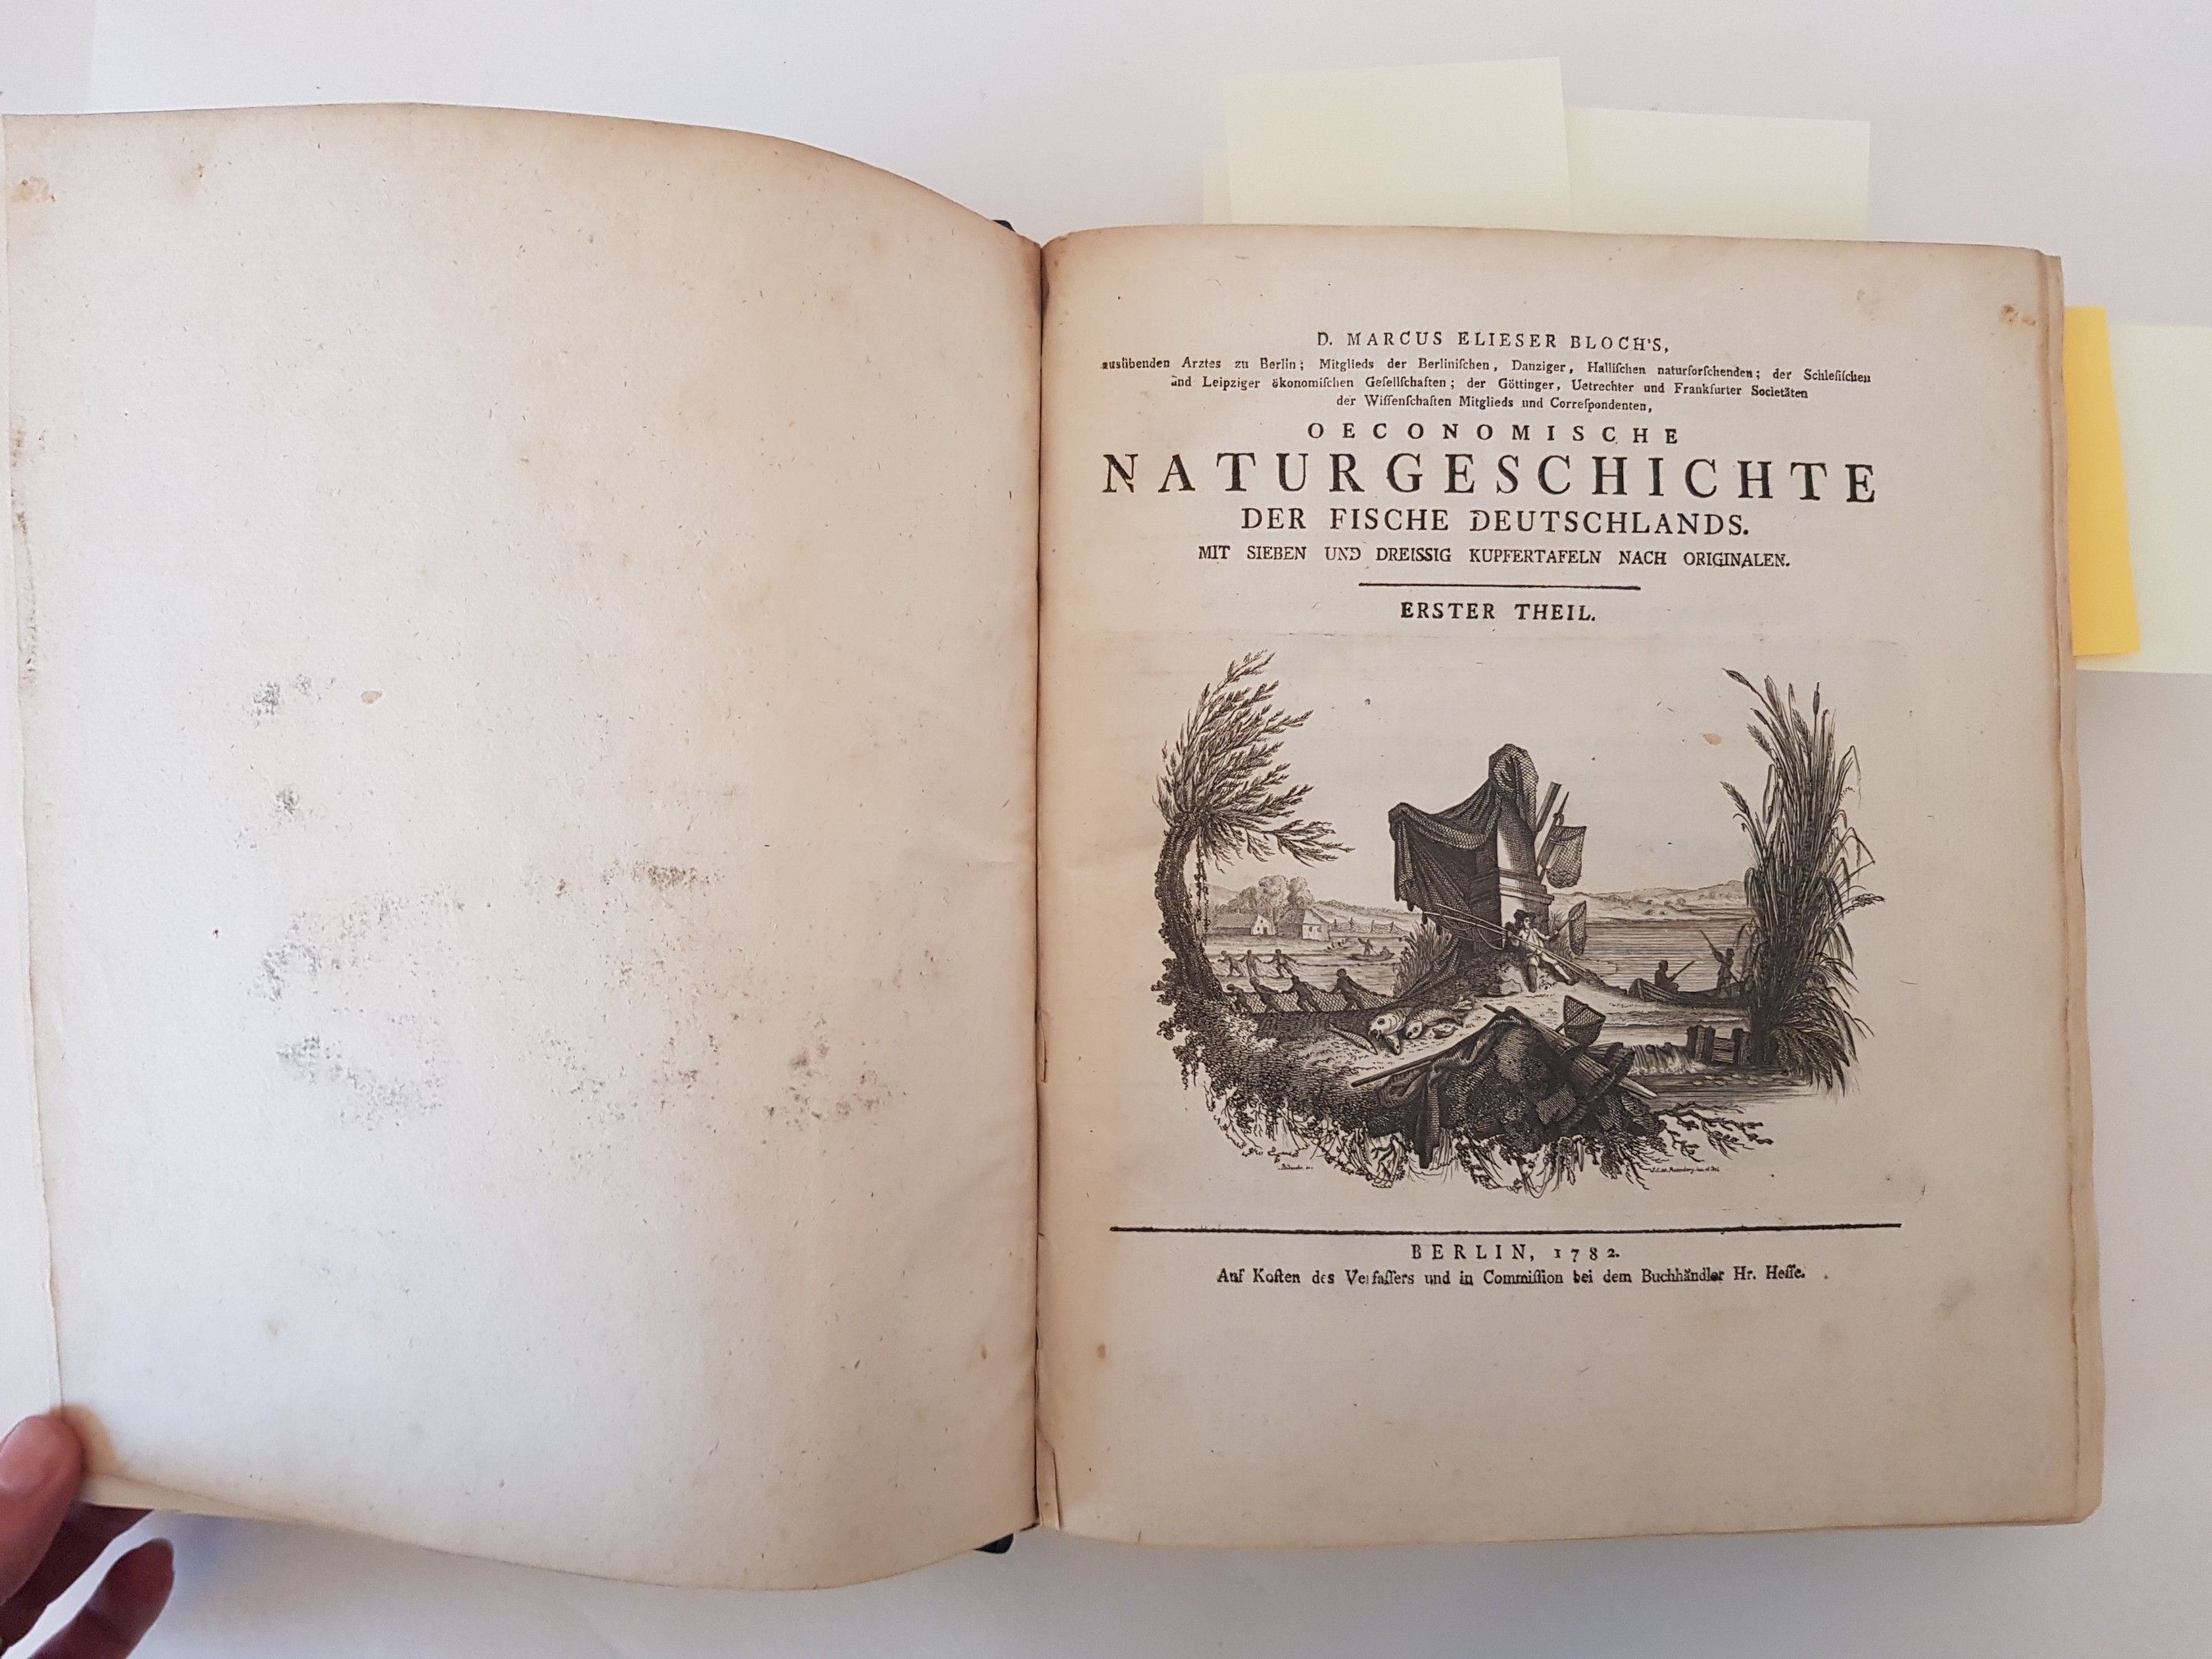 D. MARCUS ELIESER BLOCH'S,
ausübenden Arztes zu Berlin; Mitglieds der Berliniſchen, Danziger, Halliſchen naturforſchenden; der Schleſiſchen
und Leipziger ökonomiſchen Geſellſchaften; der Göttinger, Uetrechter und Frankfurter Societäten
der Wiſſenſchaften Mitglieds und Correſpondenten,
OECONOMISCHE
NATURGESCHICHTE
DER FISCHE DEUTSCHLANDS.
MIT SIEBEN UND DREISSIG KUPFERTAFELN NACH ORIGINALEN.
ERSTER THEIL.
BERLIN, 1782.
Auf Koſten des Verfaſſers und in Commiſſion bei dem Buchhändler Hr. Heſſe.